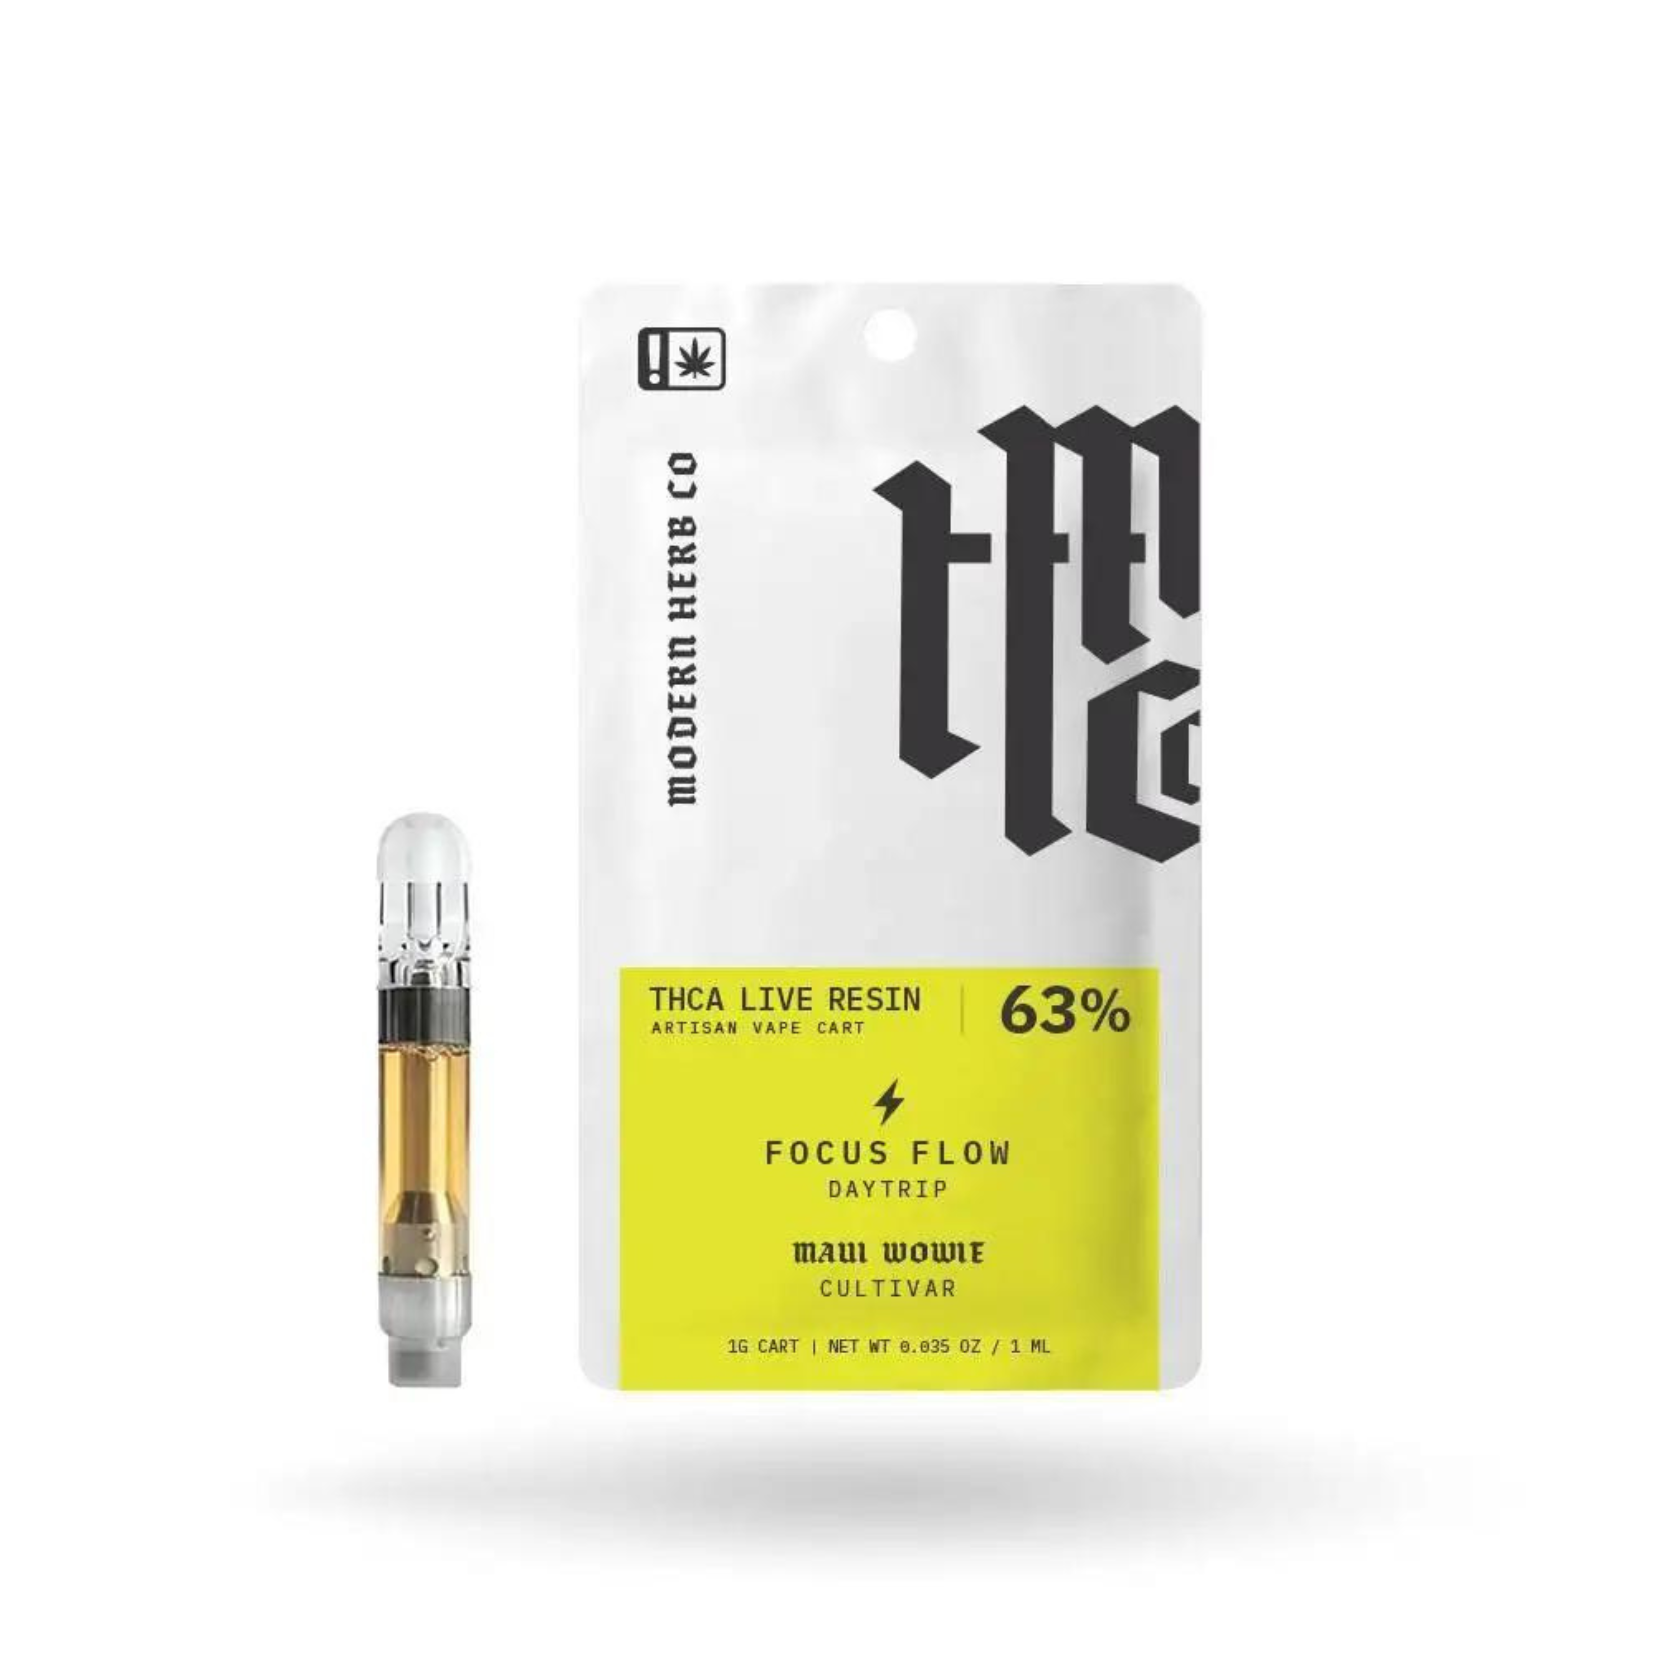 MODERN HERB CO
THCA LIVE RESIN
ARTISAN VAPE CART
63%
FOCUS FLOW
DAYTRIP
MAUI WOWIE
CULTIVAR
1G CART | NET WT 0.035 OZ / 1 ML